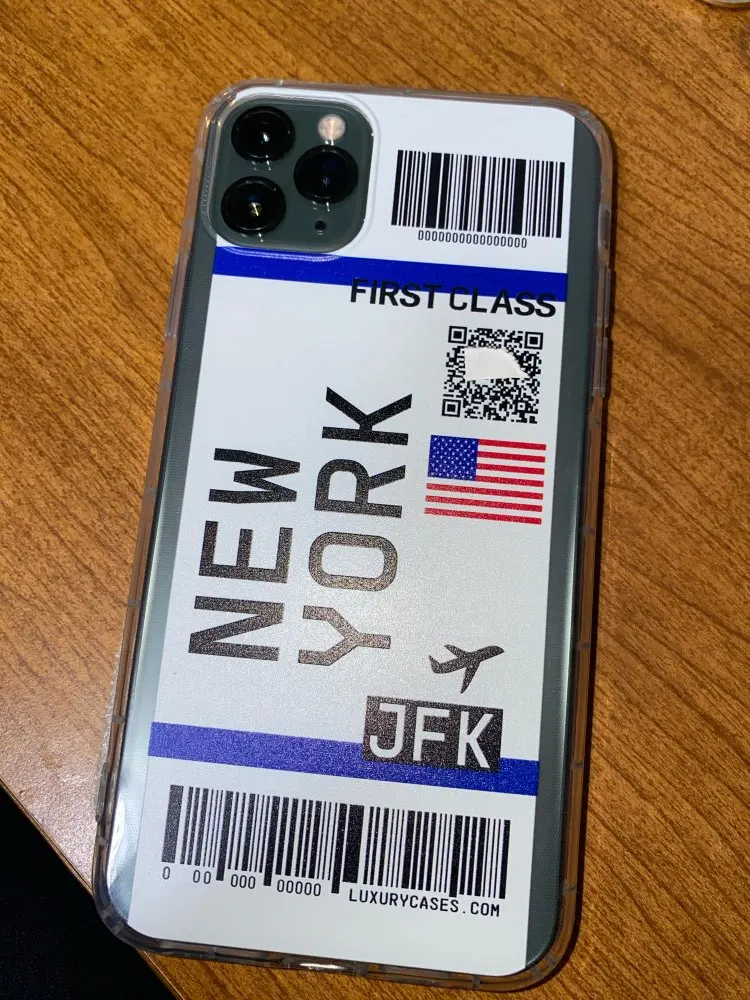 0000000000000000
FIRST CLASS
NEW
YORK
JFK
0 00 000 00000
LUXURYCASES.COM